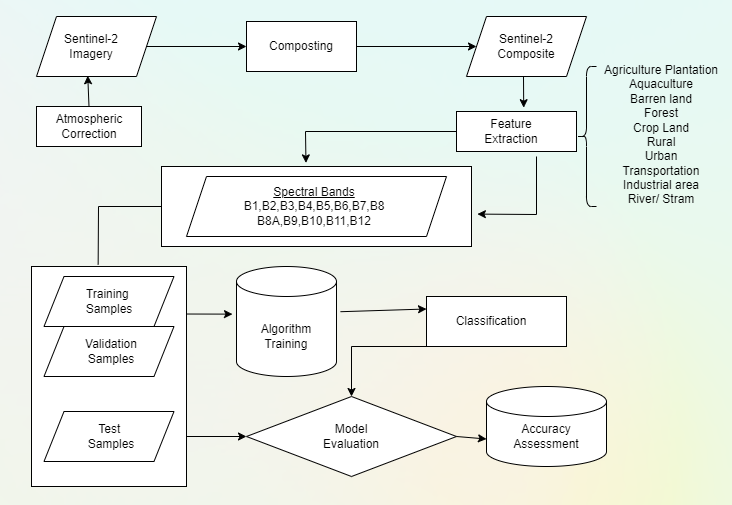 Sentinel-2
Imagery
Composting
Sentinel-2
Composite
Atmospheric
Correction
Feature
Extraction
Agriculture Plantation
Aquaculture
Barren land
Forest
Crop Land
Rural
Urban
Transportation
Industrial area
River/ Stram
Spectral Bands
B1,B2,B3,B4,B5,B6,B7,B8
B8A,B9,B10,B11,B12
Training
Samples
Validation
Samples
Test
Samples
Algorithm
Training
Classification
Model
Evaluation
Accuracy
Assessment